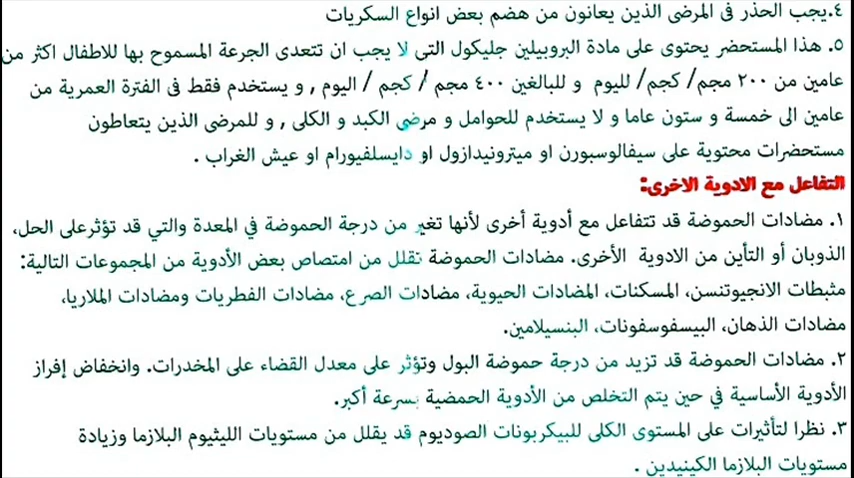 ٤.يجب الحذر فى المرضى الذين يعانون من هضم بعض انواع السكريات
٥. هذا المستحضر يحتوى على مادة البروبيلين جليكول التى لا يجب ان تتعدى الجرعة المسموح بها للاطفال اكثر من
عامين من ٢٠٠ مجم/ كجم/ لليوم و للبالغين ٤٠٠ مجم / كجم / اليوم , و يستخدم فقط فى الفترة العمرية من
عامين الى خمسة و ستون عاما و لا يستخدم للحوامل و مرضى الكبد و الكلى , و للمرضى الذين يتعاطون
مستحضرات محتوية على سيفالوسبورن او ميترونيدازول او دايسلفيورام او عيش الغراب .
التفاعل مع الادوية الاخرى:
١. مضادات الحموضة قد تتفاعل مع أدوية أخرى لأنها تغير من درجة الحموضة في المعدة والتي قد تؤثرعلى الحل،
الذوبان أو التأين من الادوية الأخرى. مضادات الحموضة تقلل من امتصاص بعض الأدوية من المجموعات التالية:
مثبطات الانجيوتنسن، المسكنات، المضادات الحيوية، مضادات الصرع، مضادات الفطريات ومضادات الملاريا،
مضادات الذهان، البيسفوسفونات، البنسيلامين.
٢. مضادات الحموضة قد تزيد من درجة حموضة البول وتؤثر على معدل القضاء على المخدرات. وانخفاض إفراز
الأدوية الأساسية في حين يتم التخلص من الأدوية الحمضية بسرعة أكبر.
٣. نظرا لتأثيرات على المستوى الكلى للبيكربونات الصوديوم قد يقلل من مستويات الليثيوم البلازما وزيادة
مستويات البلازما الكينيدين .